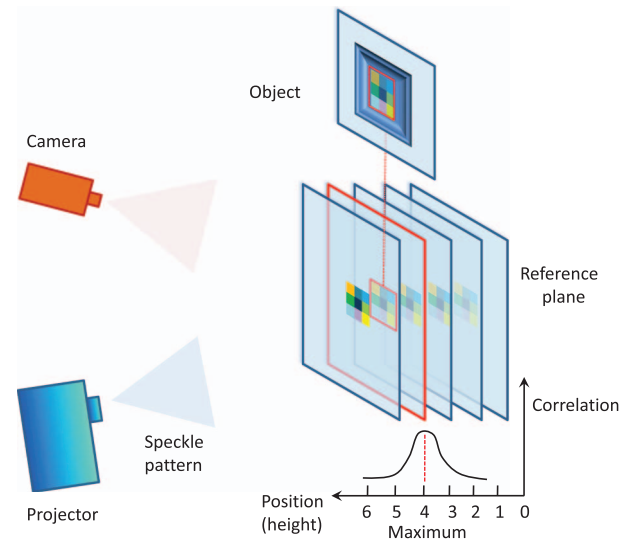 Object
Camera
Reference
plane
Correlation
Speckle
pattern
Projector
Position
(height)
6 5 4 3 2 1 0
Maximum